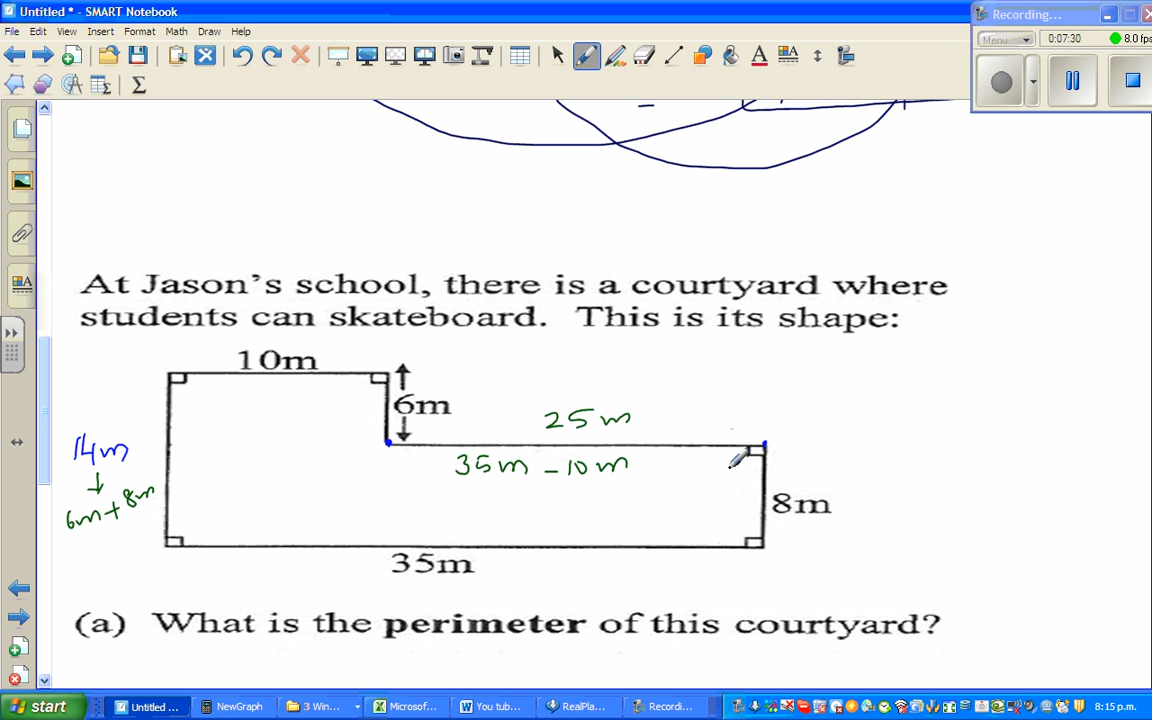 Untitled * - SMART Notebook
Recording...
File Edit View Insert Format Math Draw Help
Menu 0:07:30 8.0 fps
At Jason's school, there is a courtyard where
students can skateboard. This is its shape:
10m
6m
25 m
14m
35m - 10m
6m + 8m
8m
35m
(a) What is the perimeter of this courtyard?
start Untitled ... NewGraph 3 Win... Microsof... You tub... RealPla... Recordi... 8:15 p.m.